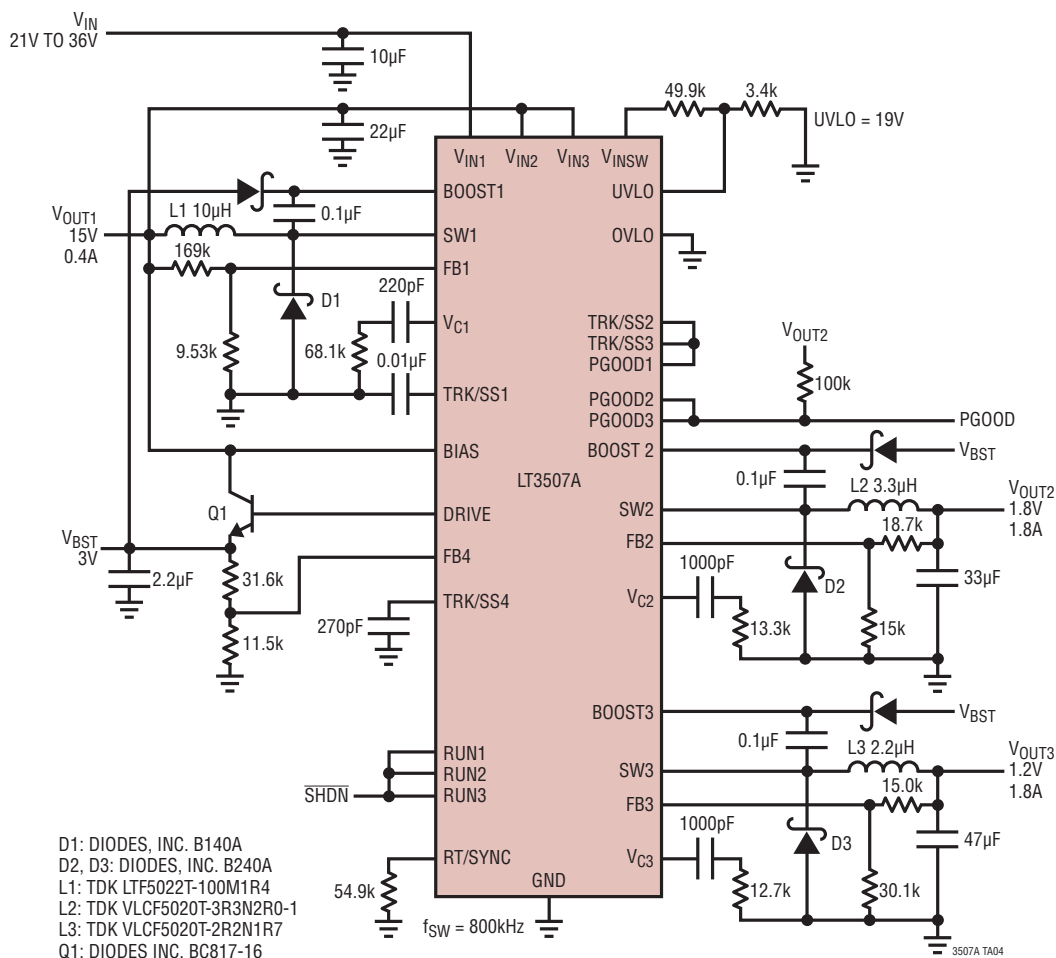 VIN
21V TO 36V
10µF
22µF
49.9k
3.4k
UVLO = 19V
VIN1
VIN2
VIN3
VINSW
BOOST1
UVLO
VOUT1
15V
0.4A
L1 10µH
0.1µF
SW1
OVLO
169k
FB1
D1
220pF
VC1
TRK/SS2
TRK/SS3
PGOOD1
VOUT2
9.53k
68.1k
0.01µF
100k
TRK/SS1
PGOOD2
PGOOD3
PGOOD
BIAS
BOOST 2
VBST
LT3507A
0.1µF
L2 3.3µH
VOUT2
1.8V
1.8A
Q1
DRIVE
SW2
18.7k
VBST
3V
FB4
FB2
2.2µF
31.6k
1000pF
D2
33µF
TRK/SS4
VC2
270pF
11.5k
13.3k
15k
BOOST3
VBST
0.1µF
L3 2.2µH
VOUT3
1.2V
1.8A
RUN1
RUN2
RUN3
SHDN
SW3
15.0k
FB3
1000pF
D3
47µF
RT/SYNC
VC3
54.9k
GND
12.7k
30.1k
fSW = 800kHz
D1: DIODES, INC. B140A
D2, D3: DIODES, INC. B240A
L1: TDK LTF5022T-100M1R4
L2: TDK VLCF5020T-3R3N2R0-1
L3: TDK VLCF5020T-2R2N1R7
Q1: DIODES INC. BC817-16
3507A TA04